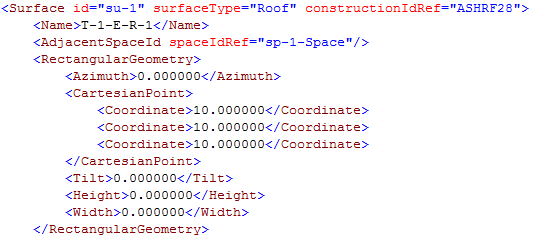 <Surface id="su-1" surfaceType="Roof" constructionIdRef="ASHRF28">
<Name>T-1-E-R-1</Name>
<AdjacentSpaceId spaceIdRef="sp-1-Space"/>
<RectangularGeometry>
<Azimuth>0.000000</Azimuth>
<CartesianPoint>
<Coordinate>10.000000</Coordinate>
<Coordinate>10.000000</Coordinate>
<Coordinate>10.000000</Coordinate>
</CartesianPoint>
<Tilt>0.000000</Tilt>
<Height>0.000000</Height>
<Width>0.000000</Width>
</RectangularGeometry>